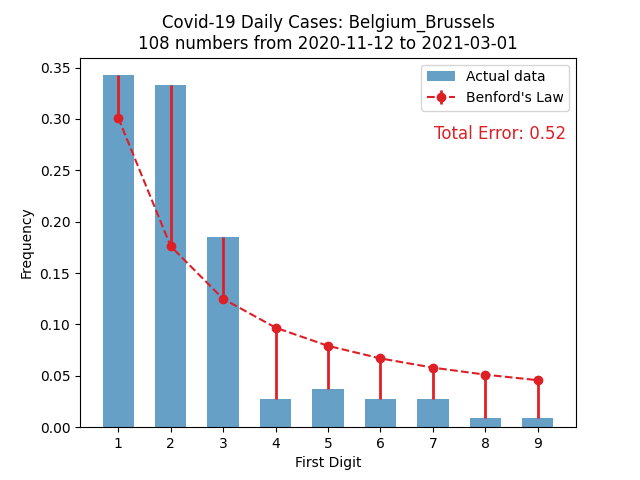 Covid-19 Daily Cases: Belgium_Brussels
108 numbers from 2020-11-12 to 2021-03-01
Actual data
Benford's Law
Total Error: 0.52
Frequency
0.35
0.30
0.25
0.20
0.15
0.10
0.05
0.00
1 2 3 4 5 6 7 8 9
First Digit